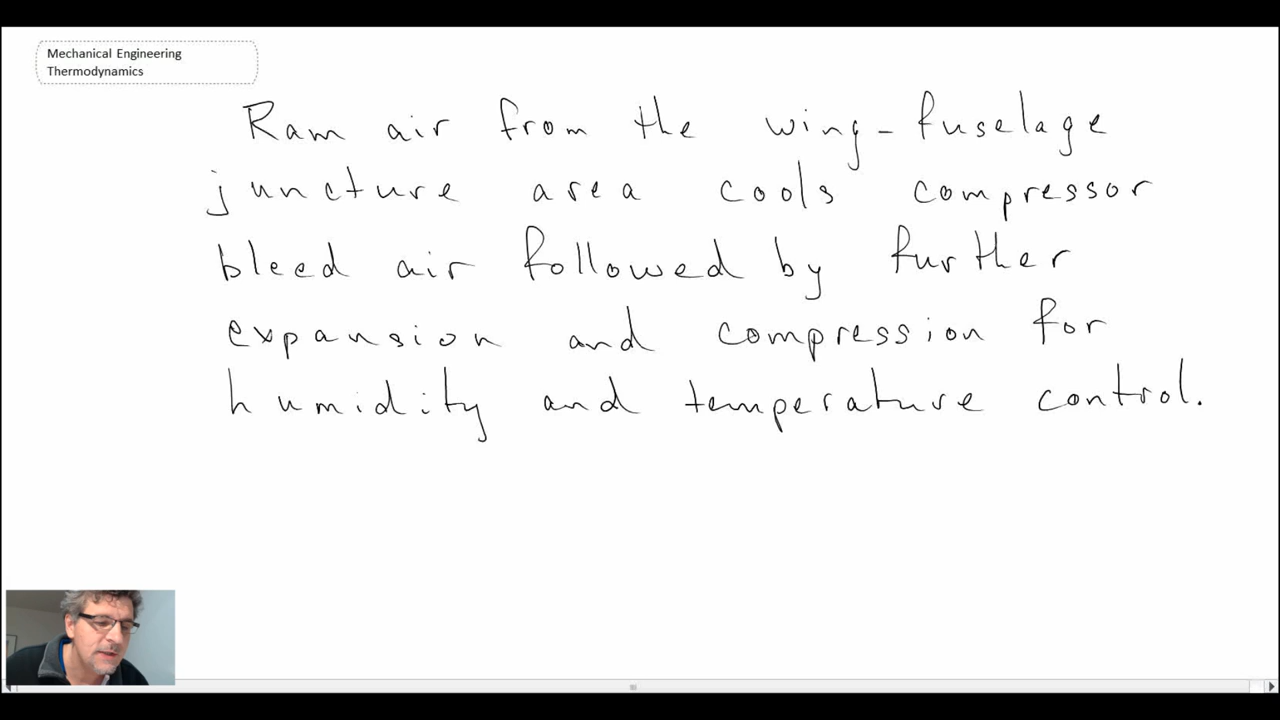 Mechanical Engineering
Thermodynamics
Ram air from the wing-fuselage
juncture area cools compressor
bleed air followed by further
expansion and compression for
humidity and temperature control.